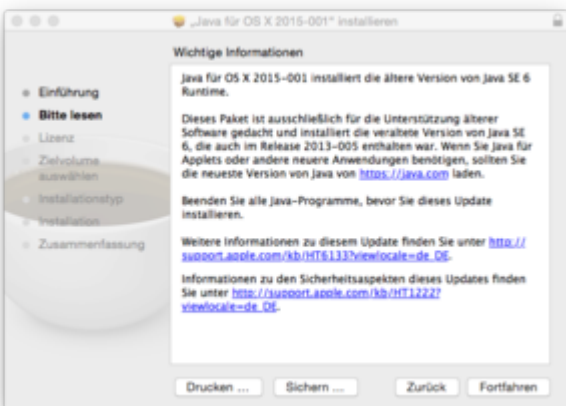 „Java für OS X 2015-001" installieren
Wichtige Informationen
Einführung
Bitte lesen
Lizenz
Zielvolume
auswählen
Installationstyp
Installation
Zusammenfassung
Java für OS X 2015-001 installiert die ältere Version von Java SE 6
Runtime.
Dieses Paket ist ausschließlich für die Unterstützung älterer
Software gedacht und installiert die veraltete Version von Java SE
6, die auch im Release 2013-005 enthalten war. Wenn Sie Java für
Applets oder andere neuere Anwendungen benötigen, sollten Sie
die neueste Version von Java von https://java.com laden.
Beenden Sie alle Java-Programme, bevor Sie dieses Update
installieren.
Weitere Informationen zu diesem Update finden Sie unter http://
support.apple.com/kb/HT6133?viewlocale=de_DE.
Informationen zu den Sicherheitsaspekten dieses Updates finden
Sie unter http://support.apple.com/kb/HT1222?
viewlocale=de_DE.
Drucken ...
Sichern ...
Zurück
Fortfahren